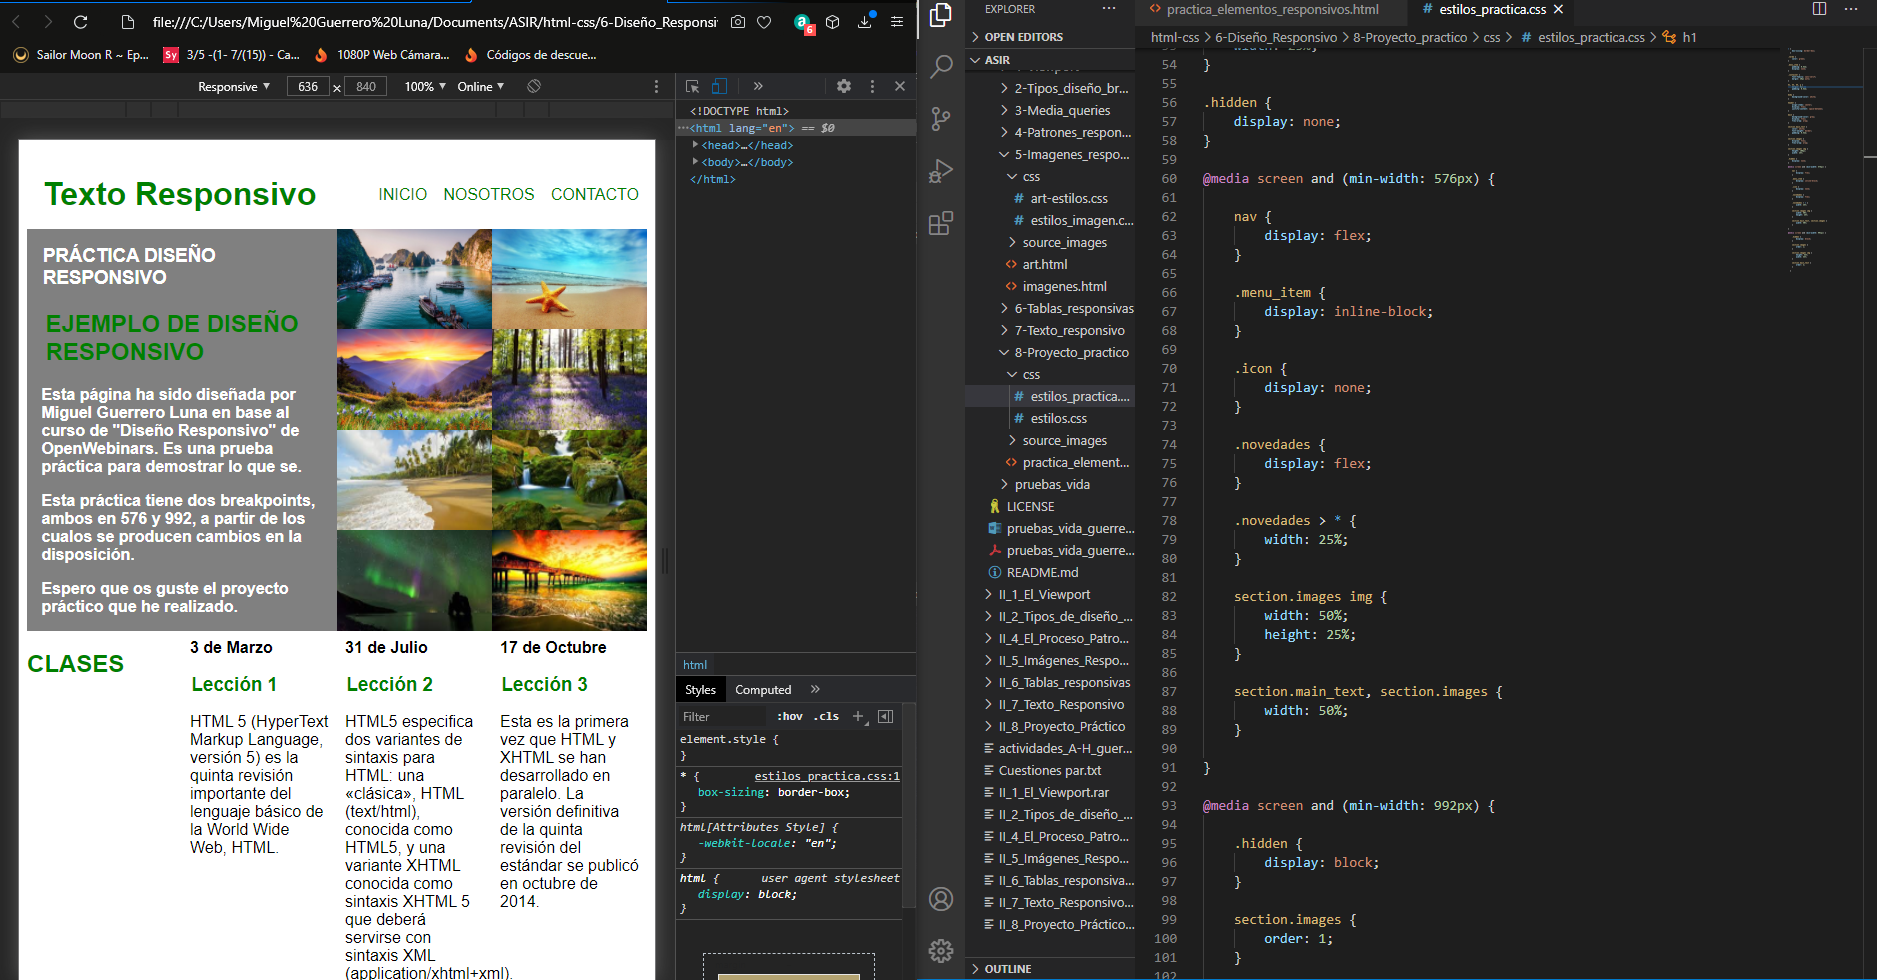 file:///C:/Users/Miguel%20Guerrero%20Luna/Documents/ASIR/html-css/6-Diseño_Responsi
6
Sailor Moon R ~ Ep...
Sy
3/5 -(1- 7/(15)) - Ca...
1080P Web Cámara...
Códigos de descue...
Responsive ▼
636
x
840
100% ▼
Online ▼
Texto Responsivo
INICIO
NOSOTROS
CONTACTO
PRÁCTICA DISEÑO
RESPONSIVO
EJEMPLO DE DISEÑO
RESPONSIVO
Esta página ha sido diseñada por
Miguel Guerrero Luna en base al
curso de "Diseño Responsivo" de
OpenWebinars. Es una prueba
práctica para demostrar lo que se.
Esta práctica tiene dos breakpoints,
ambos en 576 y 992, a partir de los
cualos se producen cambios en la
disposición.
Espero que os guste el proyecto
práctico que he realizado.
CLASES
3 de Marzo
Lección 1
HTML 5 (HyperText
Markup Language,
versión 5) es la
quinta revisión
importante del
lenguaje básico de
la World Wide
Web, HTML.
31 de Julio
Lección 2
HTML5 especifica
dos variantes de
sintaxis para
HTML: una
«clásica», HTML
(text/html),
conocida como
HTML5, y una
variante XHTML
conocida como
sintaxis XHTML 5
que deberá
servirse con
sintaxis XML
(application/xhtml+xml).
17 de Octubre
Lección 3
Esta es la primera
vez que HTML y
XHTML se han
desarrollado en
paralelo. La
versión definitiva
de la quinta
revisión del
estándar se publicó
en octubre de
2014.
<!DOCTYPE html>
···<html lang="en"> == $0
<head>…</head>
<body>…</body>
</html>
html
Styles
Computed
»
Filter
:hov .cls
element.style {
}
* { estilos_practica.css:1
box-sizing: border-box;
}
html[Attributes Style] {
-webkit-locale: "en";
}
html { user agent stylesheet
display: block;
}
EXPLORER
···
OPEN EDITORS
ASIR
2-Tipos_diseño_br...
3-Media_queries
4-Patrones_respon...
5-Imagenes_respo...
css
# art-estilos.css
# estilos_imagen.c...
source_images
<> art.html
<> imagenes.html
6-Tablas_responsivas
7-Texto_responsivo
8-Proyecto_practico
css
# estilos_practica....
# estilos.css
source_images
<> practica_element...
pruebas_vida
LICENSE
pruebas_vida_guerre...
pruebas_vida_guerre...
README.md
II_1_El_Viewport
II_2_Tipos_de_diseño_...
II_4_El_Proceso_Patro...
II_5_Imágenes_Respo...
II_6_Tablas_responsivas
II_7_Texto_Responsivo
II_8_Proyecto_Práctico
actividades_A-H_guer...
Cuestiones par.txt
II_1_El_Viewport.rar
II_2_Tipos_de_diseño_...
II_4_El_Proceso_Patro...
II_5_Imágenes_Respo...
II_6_Tablas_responsiva...
II_7_Texto_Responsivo...
II_8_Proyecto_Práctico...
OUTLINE
<> practica_elementos_responsivos.html
# estilos_practica.css
html-css > 6-Diseño_Responsivo > 8-Proyecto_practico > css > # estilos_practica.css > h1
54 }
55
56 .hidden {
57 display: none;
58 }
59
60 @media screen and (min-width: 576px) {
61
62 nav {
63 display: flex;
64 }
65
66 .menu_item {
67 display: inline-block;
68 }
69
70 .icon {
71 display: none;
72 }
73
74 .novedades {
75 display: flex;
76 }
77
78 .novedades > * {
79 width: 25%;
80 }
81
82 section.images img {
83 width: 50%;
84 height: 25%;
85 }
86
87 section.main_text, section.images {
88 width: 50%;
89 }
90
91 }
92
93 @media screen and (min-width: 992px) {
94
95 .hidden {
96 display: block;
97 }
98
99 section.images {
100 order: 1;
101 }
102